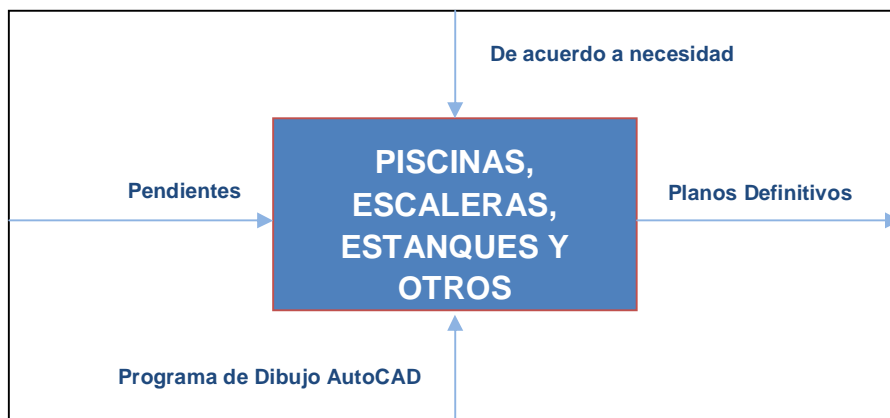 De acuerdo a necesidad
PISCINAS,
ESCALERAS,
ESTANQUES Y
OTROS
Pendientes
Planos Definitivos
Programa de Dibujo AutoCAD